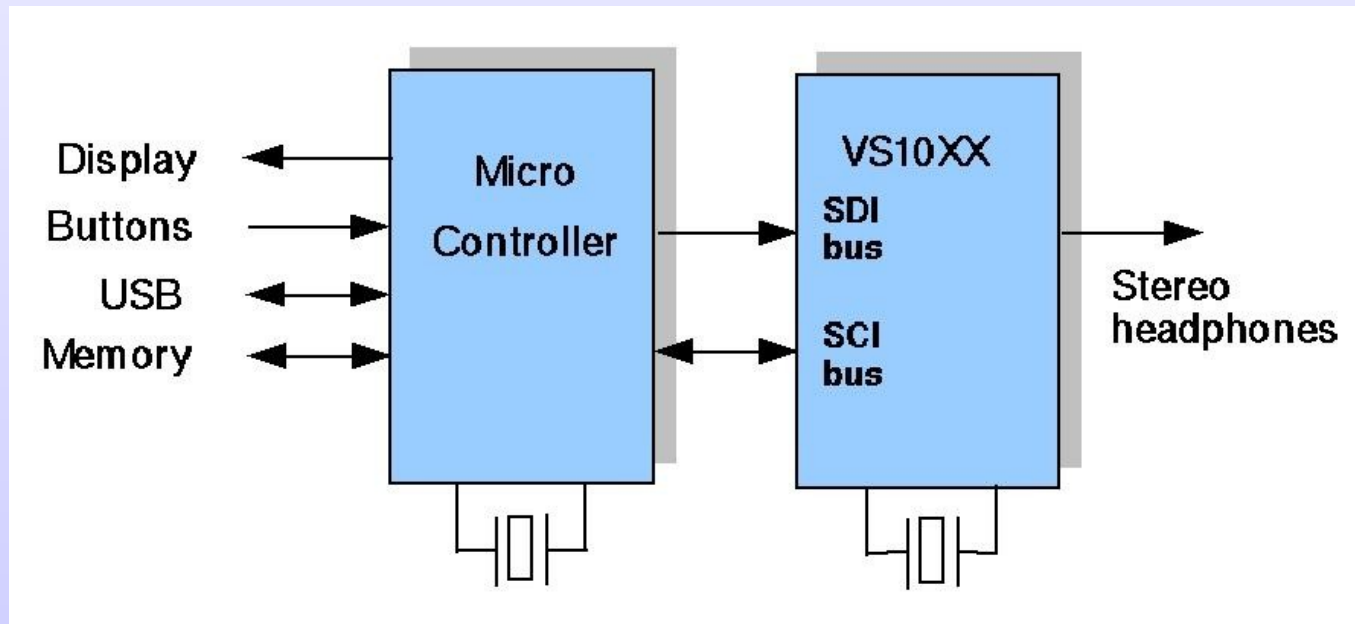 Display
Buttons
USB
Memory
Micro
Controller
VS10XX
SDI
bus
SCI
bus
Stereo
headphones